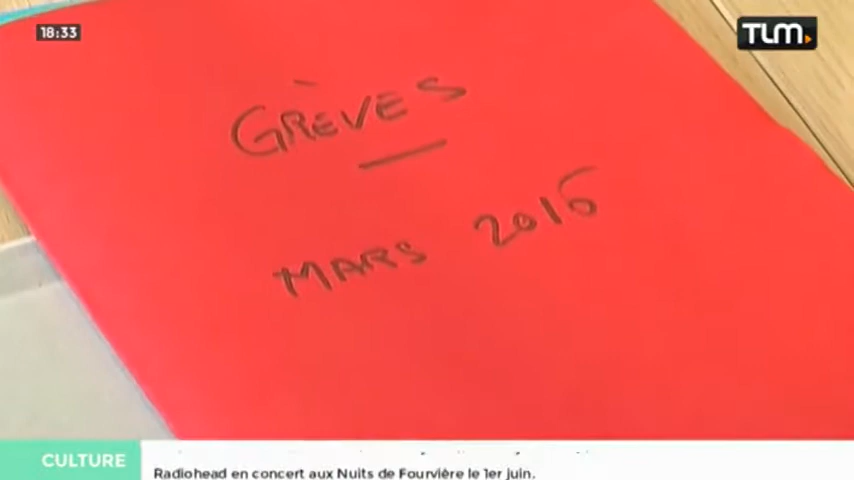 18:33
TLM
GRÈVES
MARS 2016
CULTURE
Radiohead en concert aux Nuits de Fourvière le 1er juin.